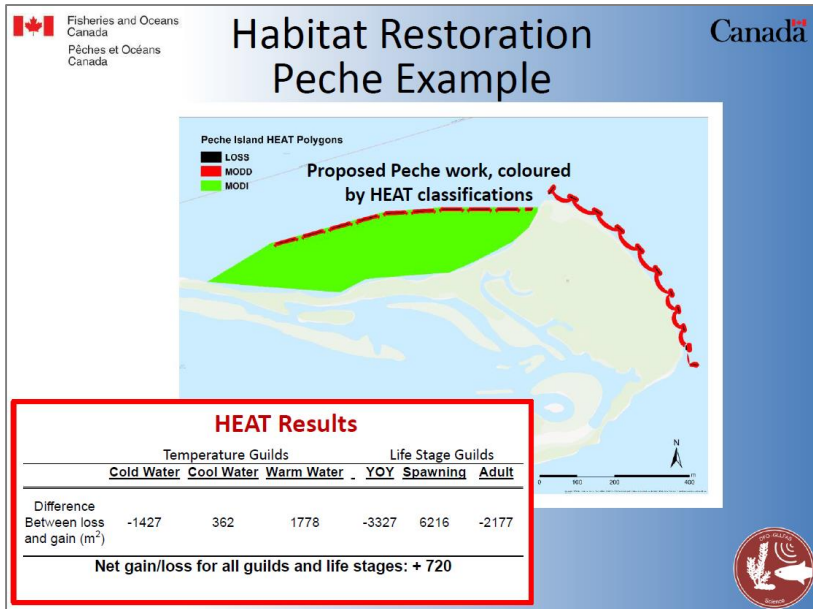 Fisheries and Oceans
Canada
Pêches et Océans
Canada
Habitat Restoration
Peche Example
Canada
Peche Island HEAT Polygons
LOSS
MODD
MODI
Proposed Peche work, coloured
by HEAT classifications
N
m
0 100 200 400
HEAT Results
Temperature Guilds Life Stage Guilds
Cold Water Cool Water Warm Water YOY Spawning Adult
Difference
Between loss -1427 362 1778 -3327 6216 -2177
and gain (m²)
Net gain/loss for all guilds and life stages: + 720
Science